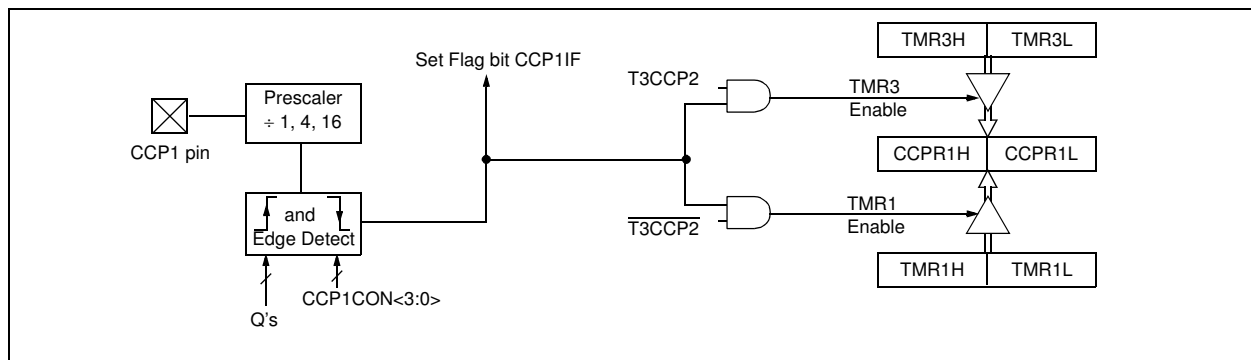 TMR3H TMR3L
Set Flag bit CCP1IF
T3CCP2
TMR3
Enable
Prescaler
÷ 1, 4, 16
CCP1 pin
CCPR1H CCPR1L
and
Edge Detect
T3CCP2
TMR1
Enable
TMR1H TMR1L
CCP1CON<3:0>
Q's